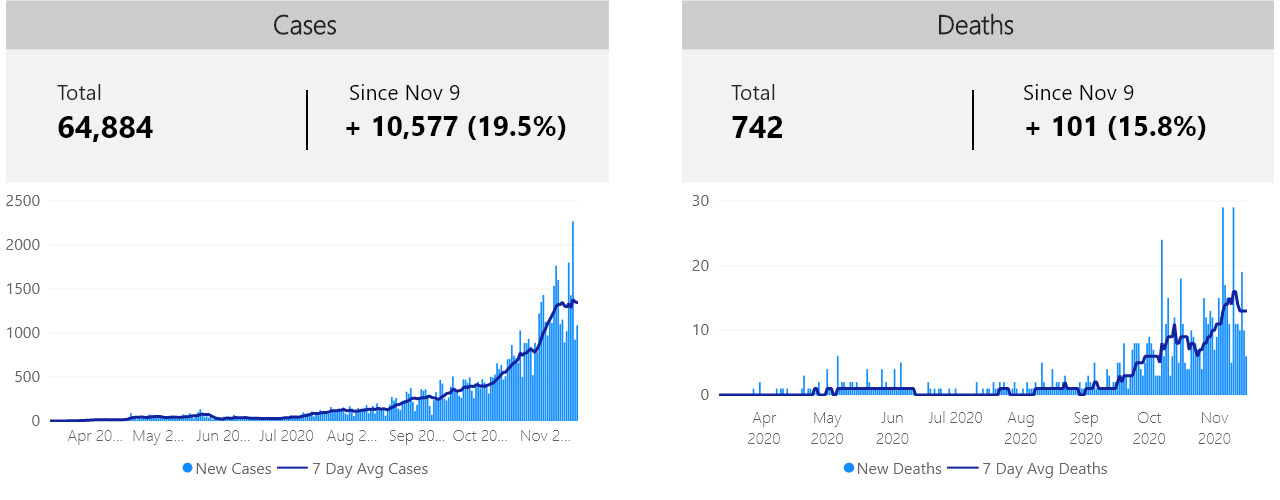 Cases
Total
Since Nov 9
64,884
+ 10,577 (19.5%)
2500
2000
1500
1000
500
0
Apr 20...
May 2...
Jun 20...
Jul 2020
Aug 2...
Sep 20...
Oct 20...
Nov 2...
New Cases
7 Day Avg Cases
Deaths
Total
Since Nov 9
742
+ 101 (15.8%)
30
20
10
0
Apr
2020
May
2020
Jun
2020
Jul 2020
Aug
2020
Sep
2020
Oct
2020
Nov
2020
New Deaths
7 Day Avg Deaths